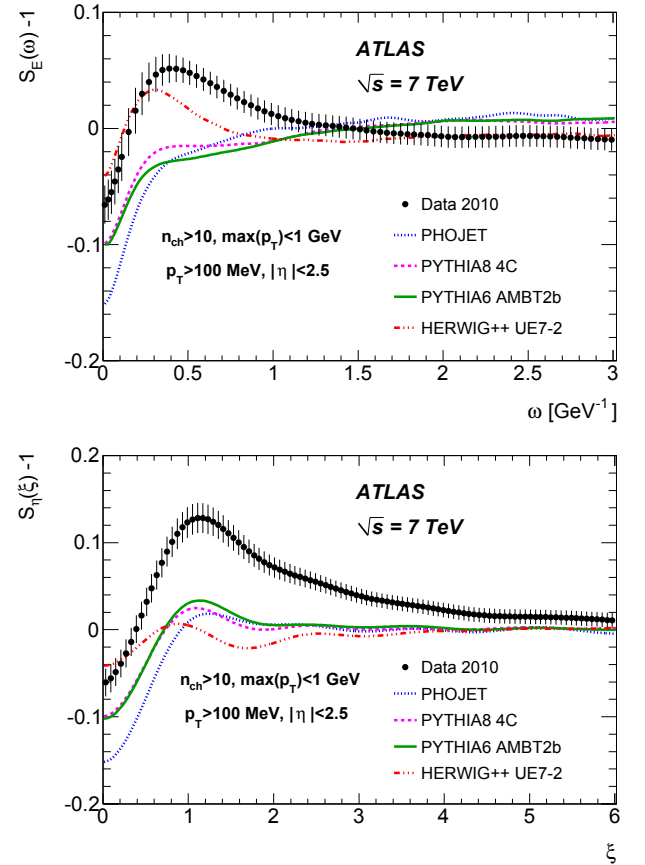 S_E(ω) -1
0.1
0
-0.1
-0.2
ATLAS
√s = 7 TeV
n_ch>10, max(p_T)<1 GeV
p_T>100 MeV, |η|<2.5
Data 2010
PHOJET
PYTHIA8 4C
PYTHIA6 AMBT2b
HERWIG++ UE7-2
0 0.5 1 1.5 2 2.5 3
ω [GeV⁻¹]
S_η(ξ) -1
0.2
0.1
0
-0.1
-0.2
ATLAS
√s = 7 TeV
n_ch>10, max(p_T)<1 GeV
p_T>100 MeV, |η|<2.5
Data 2010
PHOJET
PYTHIA8 4C
PYTHIA6 AMBT2b
HERWIG++ UE7-2
0 1 2 3 4 5 6
ξ